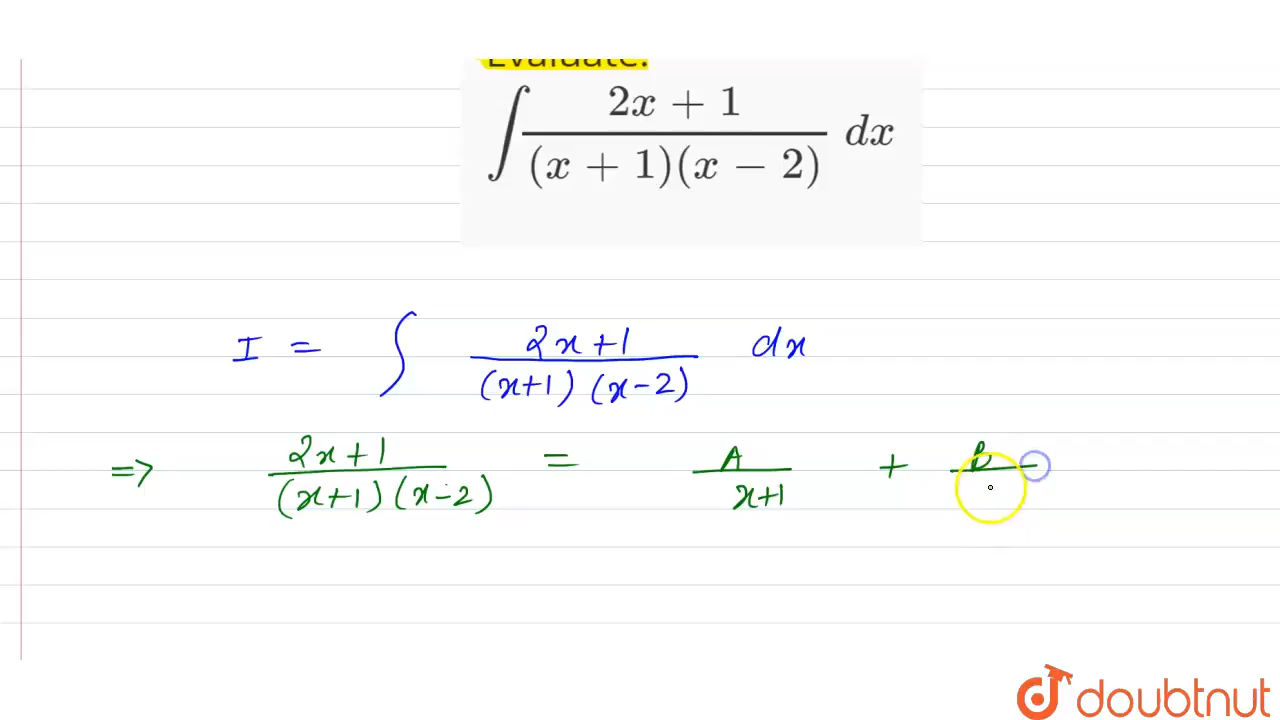 Evaluate:
∫ (2x + 1)/((x + 1)(x − 2)) dx
I = ∫ (2x+1)/((x+1)(x-2)) dx
=> (2x+1)/((x+1)(x-2)) = A/(x+1) + B/
doubtnut